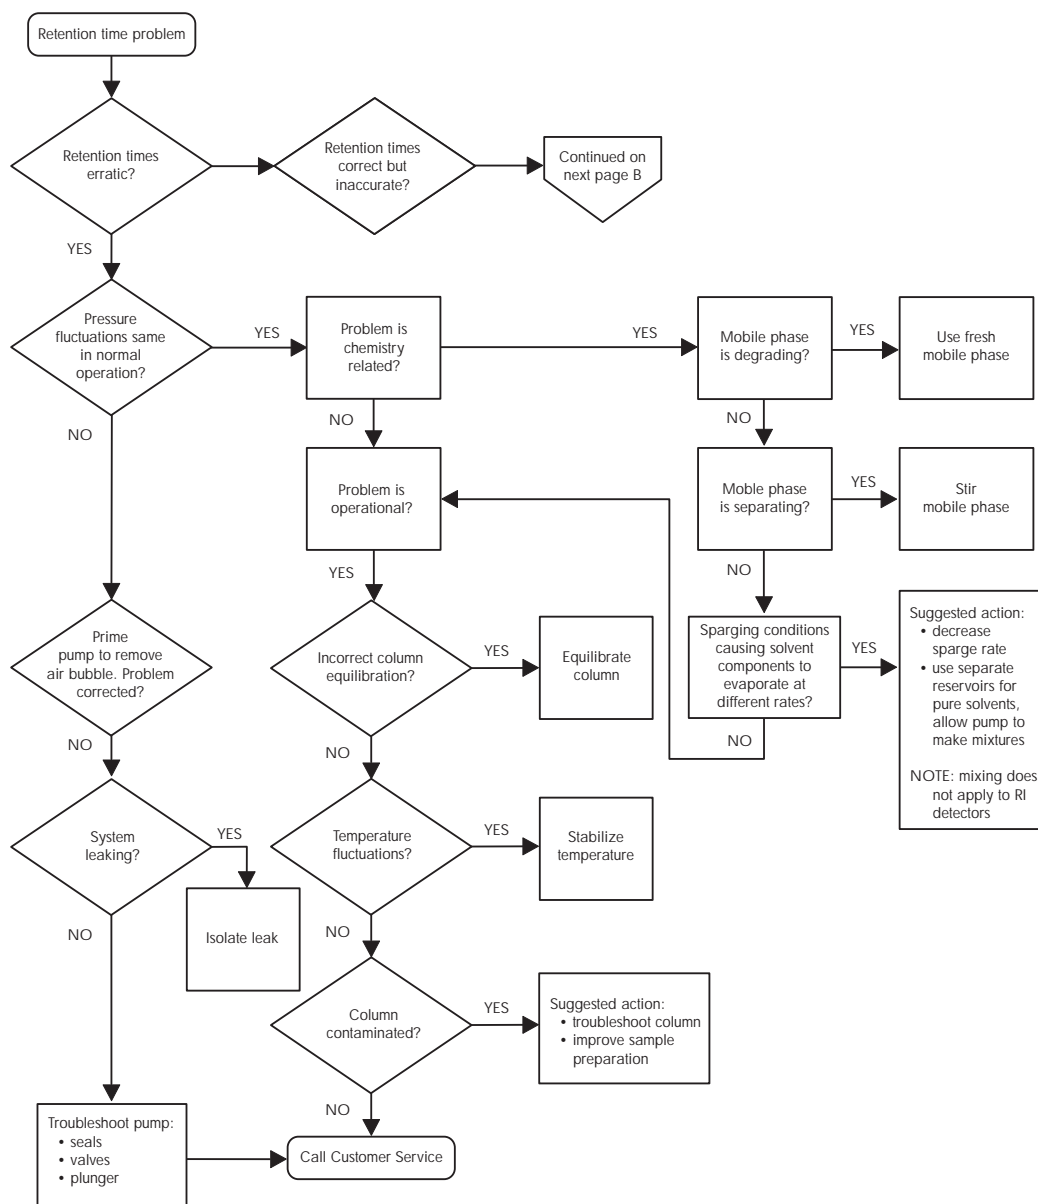 Retention time problem
Retention times
erratic?
Retention times
correct but
inaccurate?
Continued on
next page B
YES
Pressure
fluctuations same
in normal
operation?
YES
Problem is
chemistry
related?
YES
Mobile phase
is degrading?
YES
Use fresh
mobile phase
NO
NO
NO
Problem is
operational?
Moble phase
is separating?
YES
Stir
mobile phase
YES
NO
Prime
pump to remove
air bubble. Problem
corrected?
Incorrect column
equilibration?
YES
Equilibrate
column
Sparging conditions
causing solvent
components to
evaporate at
different rates?
YES
Suggested action:
• decrease
sparge rate
• use separate
reservoirs for
pure solvents,
allow pump to
make mixtures
NOTE: mixing does
not apply to RI
detectors
NO
NO
NO
System
leaking?
YES
Isolate leak
Temperature
fluctuations?
YES
Stabilize
temperature
NO
NO
Column
contaminated?
YES
Suggested action:
• troubleshoot column
• improve sample
preparation
NO
Troubleshoot pump:
• seals
• valves
• plunger
Call Customer Service